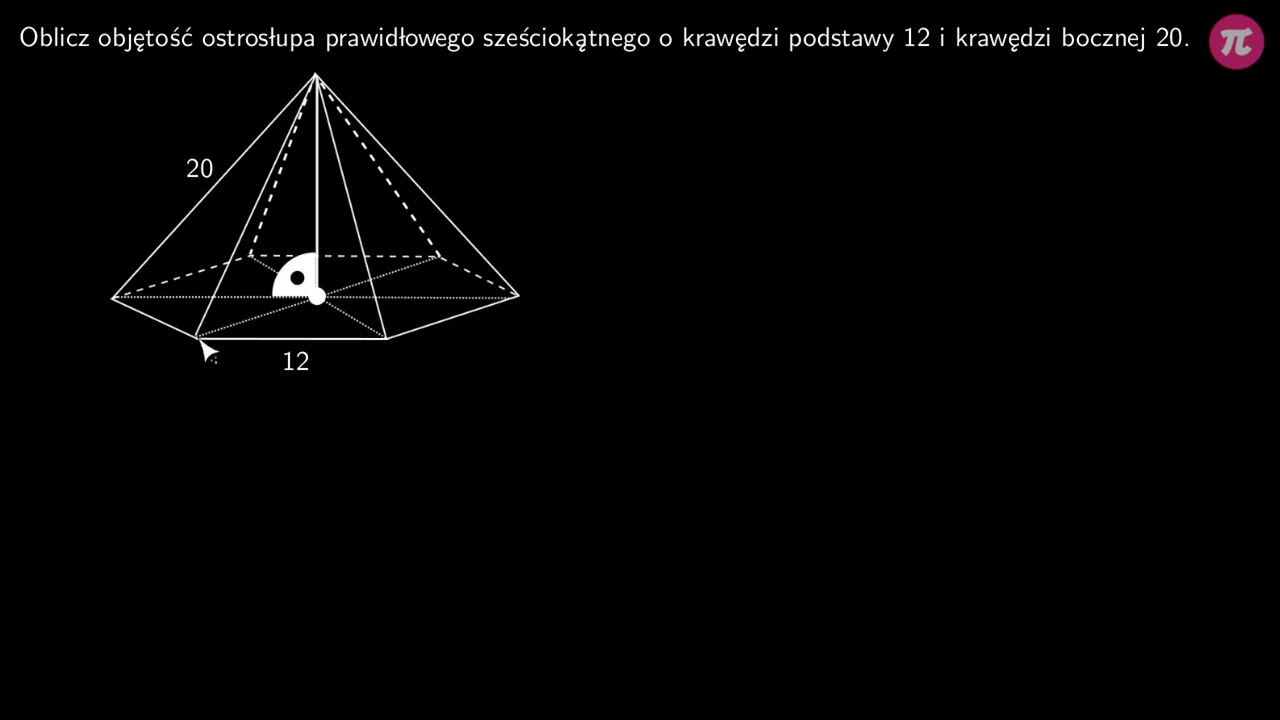 Oblicz objętość ostrosłupa prawidłowego sześciokątnego o krawędzi podstawy 12 i krawędzi bocznej 20.
π
20
12